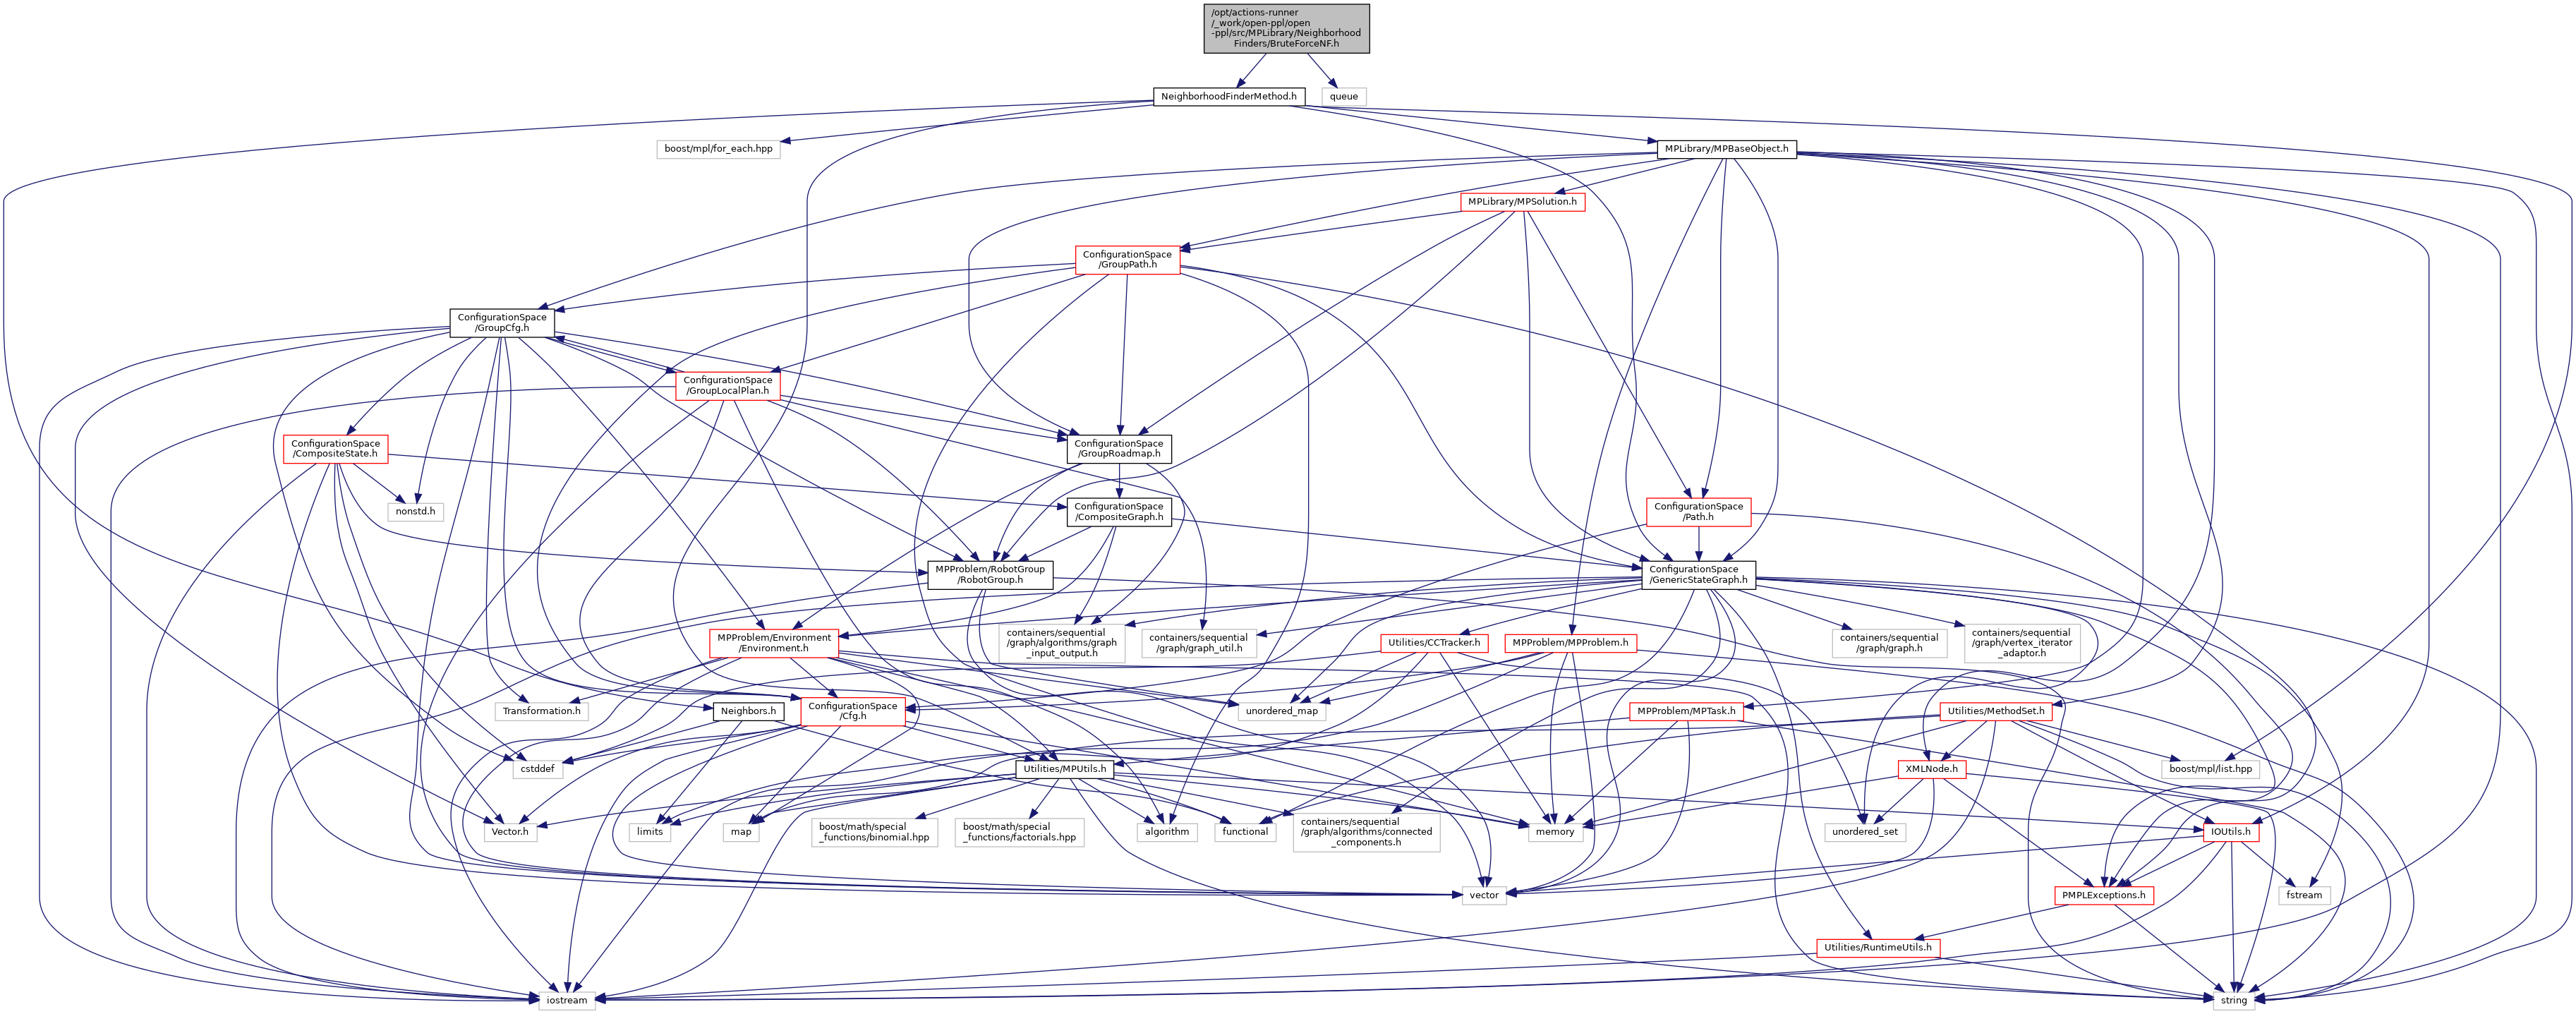 /opt/actions-runner
/_work/open-ppl/open
-ppl/src/MPLibrary/Neighborhood
Finders/BruteForceNF.h
NeighborhoodFinderMethod.h
queue
boost/mpl/for_each.hpp
MPLibrary/MPBaseObject.h
MPLibrary/MPSolution.h
ConfigurationSpace
/GroupPath.h
ConfigurationSpace
/GroupCfg.h
ConfigurationSpace
/GroupLocalPlan.h
ConfigurationSpace
/CompositeState.h
ConfigurationSpace
/GroupRoadmap.h
nonstd.h
ConfigurationSpace
/CompositeGraph.h
ConfigurationSpace
/Path.h
MPProblem/RobotGroup
/RobotGroup.h
ConfigurationSpace
/GenericStateGraph.h
MPProblem/Environment
/Environment.h
containers/sequential
/graph/algorithms/graph
_input_output.h
containers/sequential
/graph/graph_util.h
Utilities/CCTracker.h
MPProblem/MPProblem.h
containers/sequential
/graph/graph.h
containers/sequential
/graph/vertex_iterator
_adaptor.h
Transformation.h
Neighbors.h
ConfigurationSpace
/Cfg.h
unordered_map
MPProblem/MPTask.h
Utilities/MethodSet.h
cstddef
Utilities/MPUtils.h
XMLNode.h
boost/mpl/list.hpp
Vector.h
limits
map
boost/math/special
_functions/binomial.hpp
boost/math/special
_functions/factorials.hpp
algorithm
functional
containers/sequential
/graph/algorithms/connected
_components.h
memory
unordered_set
IOUtils.h
vector
PMPLExceptions.h
fstream
Utilities/RuntimeUtils.h
iostream
string